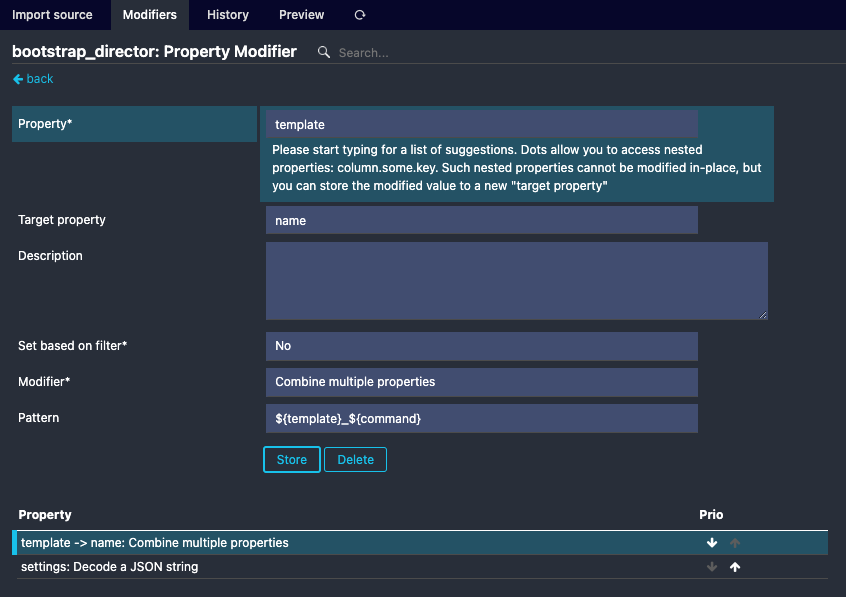 Import source Modifiers History Preview
bootstrap_director: Property Modifier Search...
back
Property* template
Please start typing for a list of suggestions. Dots allow you to access nested
properties: column.some.key. Such nested properties cannot be modified in-place, but
you can store the modified value to a new "target property"
Target property name
Description
Set based on filter* No
Modifier* Combine multiple properties
Pattern ${template}_${command}
Store Delete
Property Prio
template -> name: Combine multiple properties
settings: Decode a JSON string